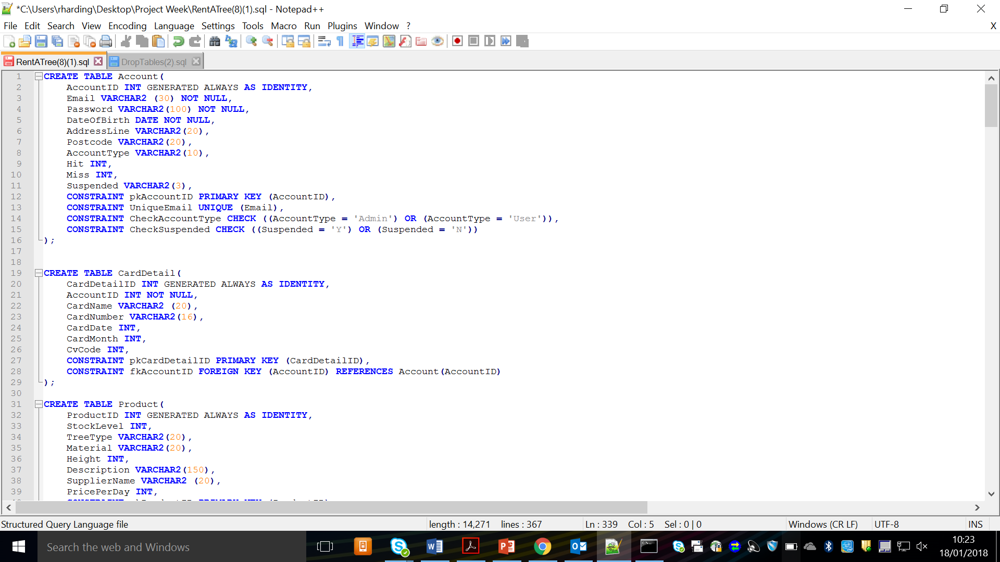 *C:\Users\rharding\Desktop\Project Week\RentATree(8)(1).sql - Notepad++
File Edit Search View Encoding Language Settings Tools Macro Run Plugins Window ? X
RentATree(8)(1).sql DropTables(2).sql
1 CREATE TABLE Account(
2 AccountID INT GENERATED ALWAYS AS IDENTITY,
3 Email VARCHAR2 (30) NOT NULL,
4 Password VARCHAR2(100) NOT NULL,
5 DateOfBirth DATE NOT NULL,
6 AddressLine VARCHAR2(20),
7 Postcode VARCHAR2(20),
8 AccountType VARCHAR2(10),
9 Hit INT,
10 Miss INT,
11 Suspended VARCHAR2(3),
12 CONSTRAINT pkAccountID PRIMARY KEY (AccountID),
13 CONSTRAINT UniqueEmail UNIQUE (Email),
14 CONSTRAINT CheckAccountType CHECK ((AccountType = 'Admin') OR (AccountType = 'User')),
15 CONSTRAINT CheckSuspended CHECK ((Suspended = 'Y') OR (Suspended = 'N'))
16 );
17
18
19 CREATE TABLE CardDetail(
20 CardDetailID INT GENERATED ALWAYS AS IDENTITY,
21 AccountID INT NOT NULL,
22 CardName VARCHAR2 (20),
23 CardNumber VARCHAR2(16),
24 CardDate INT,
25 CardMonth INT,
26 CvCode INT,
27 CONSTRAINT pkCardDetailID PRIMARY KEY (CardDetailID),
28 CONSTRAINT fkAccountID FOREIGN KEY (AccountID) REFERENCES Account(AccountID)
29 );
30
31 CREATE TABLE Product(
32 ProductID INT GENERATED ALWAYS AS IDENTITY,
33 StockLevel INT,
34 TreeType VARCHAR2(20),
35 Material VARCHAR2(20),
36 Height INT,
37 Description VARCHAR2(150),
38 SupplierName VARCHAR2 (20),
39 PricePerDay INT,
Structured Query Language file length : 14,271 lines : 367 Ln : 339 Col : 5 Sel : 0 | 0 Windows (CR LF) UTF-8 INS
Search the web and Windows
10:23
18/01/2018